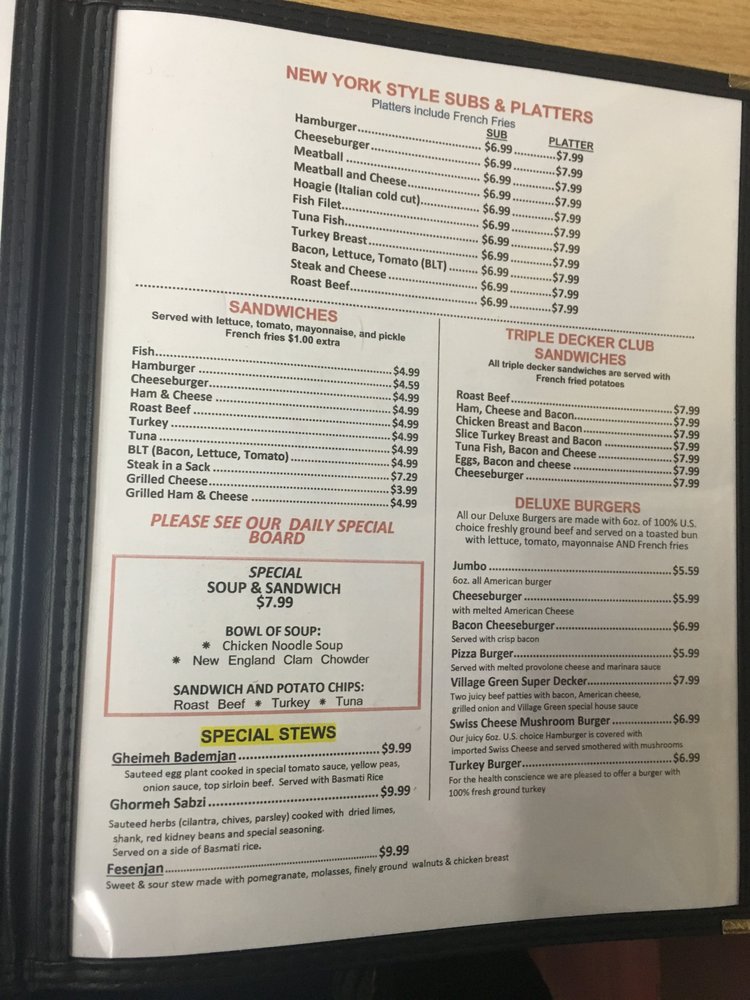 NEW YORK STYLE SUBS & PLATTERS
Platters include French Fries
SUB PLATTER
Hamburger $6.99 $7.99
Cheeseburger $6.99 $7.99
Meatball $6.99 $7.99
Meatball and Cheese $6.99 $7.99
Hoagie (Italian cold cut) $6.99 $7.99
Fish Filet $6.99 $7.99
Tuna Fish $6.99 $7.99
Turkey Breast $6.99 $7.99
Bacon, Lettuce, Tomato (BLT) $6.99 $7.99
Steak and Cheese $6.99 $7.99
Roast Beef $6.99 $7.99
SANDWICHES
Served with lettuce, tomato, mayonnaise, and pickle
French fries $1.00 extra
Fish $4.99
Hamburger $4.59
Cheeseburger $4.99
Ham & Cheese $4.99
Roast Beef $4.99
Turkey $4.99
Tuna $4.99
BLT (Bacon, Lettuce, Tomato) $4.99
Steak in a Sack $7.29
Grilled Cheese $3.99
Grilled Ham & Cheese $4.99
PLEASE SEE OUR DAILY SPECIAL
BOARD
SPECIAL
SOUP & SANDWICH
$7.99
BOWL OF SOUP:
* Chicken Noodle Soup
* New England Clam Chowder
SANDWICH AND POTATO CHIPS:
Roast Beef * Turkey * Tuna
SPECIAL STEWS
Gheimeh Bademjan $9.99
Sauteed egg plant cooked in special tomato sauce, yellow peas,
onion sauce, top sirloin beef. Served with Basmati Rice
Ghormeh Sabzi $9.99
Sauteed herbs (cilantra, chives, parsley) cooked with dried limes,
shank, red kidney beans and special seasoning.
Served on a side of Basmati rice.
Fesenjan $9.99
Sweet & sour stew made with pomegranate, molasses, finely ground walnuts & chicken breast
TRIPLE DECKER CLUB
SANDWICHES
All triple decker sandwiches are served with
French fried potatoes
Roast Beef $7.99
Ham, Cheese and Bacon $7.99
Chicken Breast and Bacon $7.99
Slice Turkey Breast and Bacon $7.99
Tuna Fish, Bacon and Cheese $7.99
Eggs, Bacon and cheese $7.99
Cheeseburger $7.99
DELUXE BURGERS
All our Deluxe Burgers are made with 6oz. of 100% U.S.
choice freshly ground beef and served on a toasted bun
with lettuce, tomato, mayonnaise AND French fries
Jumbo $5.59
6oz. all American burger
Cheeseburger $5.99
with melted American Cheese
Bacon Cheeseburger $6.99
Served with crisp bacon
Pizza Burger $5.99
Served with melted provolone cheese and marinara sauce
Village Green Super Decker $7.99
Two juicy beef patties with bacon, American cheese,
grilled onion and Village Green special house sauce
Swiss Cheese Mushroom Burger $6.99
Our juicy 6oz. U.S. choice Hamburger is covered with
imported Swiss Cheese and served smothered with mushrooms
Turkey Burger $6.99
For the health conscience we are pleased to offer a burger with
100% fresh ground turkey